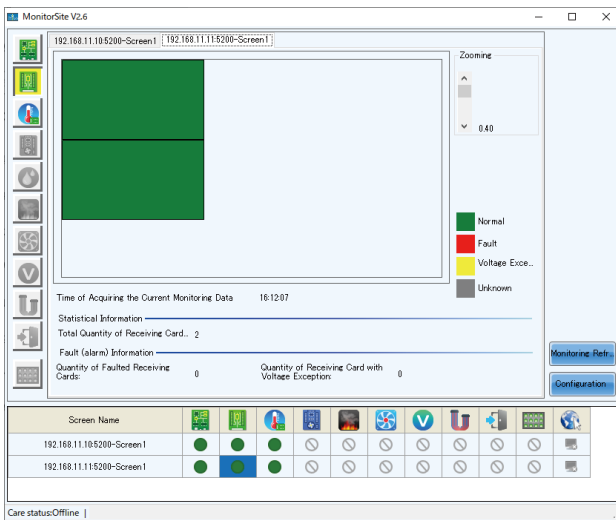 MonitorSite V2.6
192.168.11.10:5200-Screen1 192.168.11.11:5200-Screen1
Zooming
0.40
Normal
Fault
Voltage Exce...
Unknown
Time of Acquiring the Current Monitoring Data 16:12:07
Statistical Information
Total Quantity of Receiving Card... 2
Fault (alarm) Information
Quantity of Faulted Receiving Cards: 0 Quantity of Receiving Card with Voltage Exception: 0
Monitoring Refr...
Configuration
Screen Name
192.168.11.10:5200-Screen1
192.168.11.11:5200-Screen1
Care status:Offline |